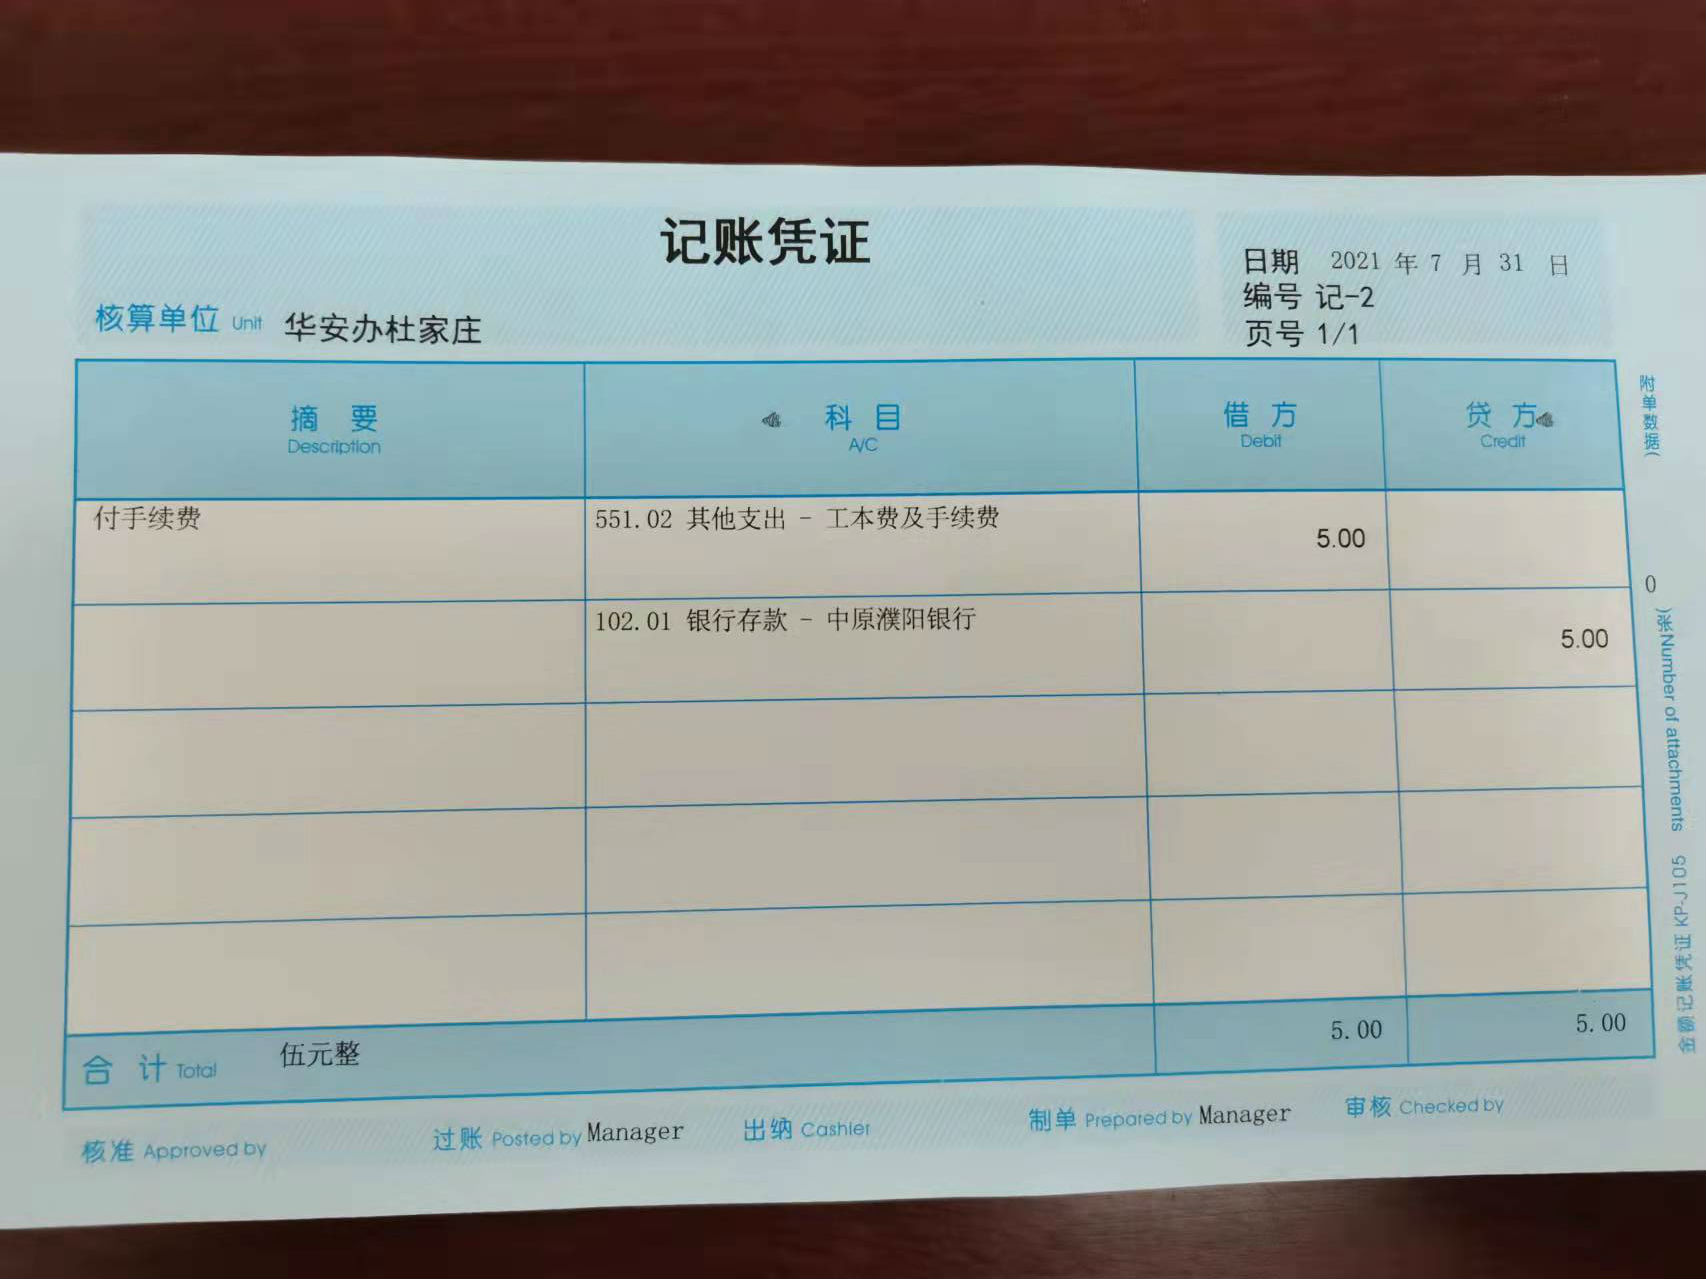 记账凭证
日期 2021 年 7 月 31 日
编号 记-2
页号 1/1
核算单位 Unit 华安办杜家庄
摘 要 科 目 借 方 贷 方
Description A/C Debit Credit
付手续费 551.02 其他支出 - 工本费及手续费 5.00
102.01 银行存款 - 中原濮阳银行 5.00
合 计 Total 伍元整 5.00 5.00
核准 Approved by 过账 Posted by Manager 出纳 Cashier 制单 Prepared by Manager 审核 Checked by
附单数据( 0 )张 Number of attachments 金额记账凭证 KP-J105